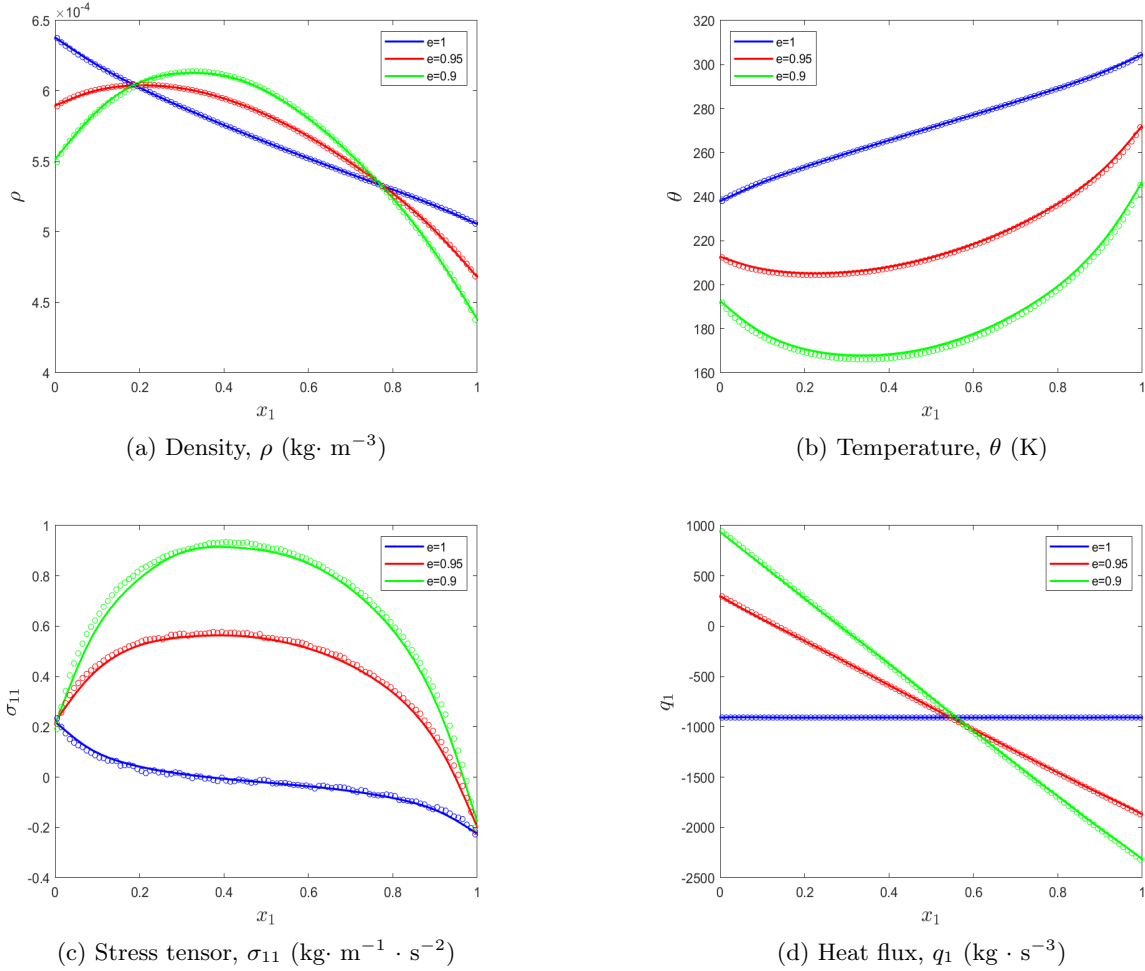 6.5 ×10⁻⁴
6
5.5
5
4.5
4
0 0.2 0.4 0.6 0.8 1
ρ
x₁
e=1
e=0.95
e=0.9
(a) Density, ρ (kg· m⁻³)
320
300
280
260
240
220
200
180
160
0 0.2 0.4 0.6 0.8 1
θ
x₁
e=1
e=0.95
e=0.9
(b) Temperature, θ (K)
1
0.8
0.6
0.4
0.2
0
-0.2
-0.4
0 0.2 0.4 0.6 0.8 1
σ₁₁
x₁
e=1
e=0.95
e=0.9
(c) Stress tensor, σ₁₁ (kg· m⁻¹ · s⁻²)
1000
500
0
-500
-1000
-1500
-2000
-2500
0 0.2 0.4 0.6 0.8 1
q₁
x₁
e=1
e=0.95
e=0.9
(d) Heat flux, q₁ (kg · s⁻³)